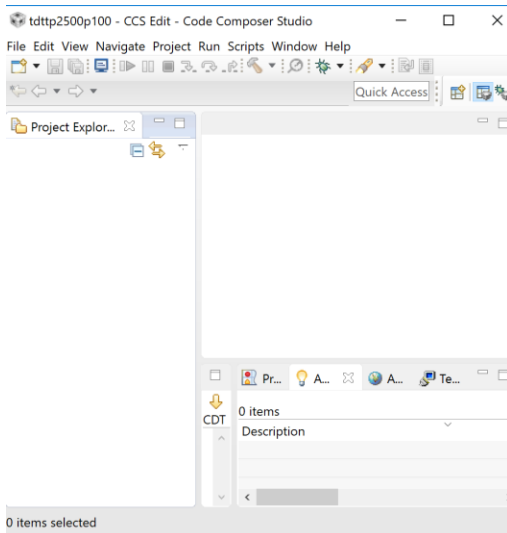 tdttp2500p100 - CCS Edit - Code Composer Studio
File Edit View Navigate Project Run Scripts Window Help
Quick Access
Project Explor...
Pr... A... A... Te...
CDT
0 items
Description
0 items selected